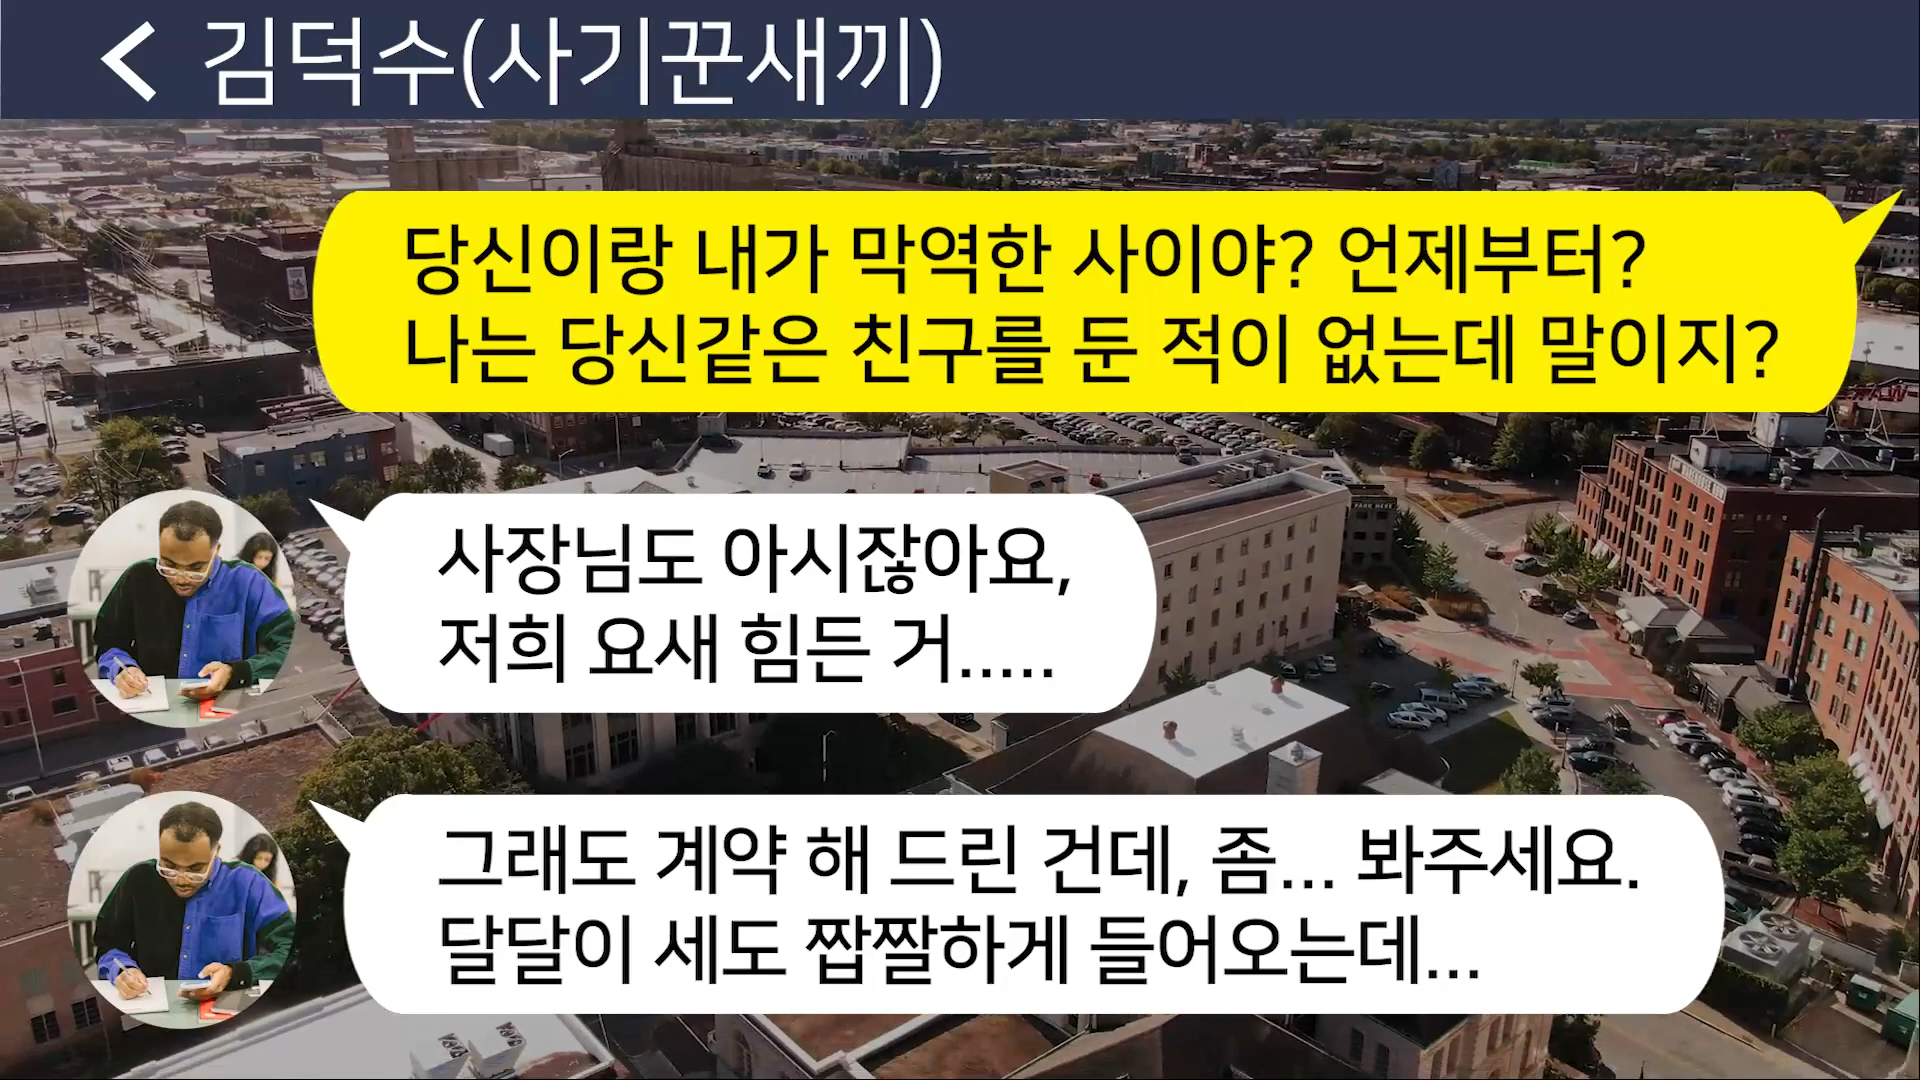 김덕수(사기꾼새끼)
당신이랑 내가 막역한 사이야? 언제부터?
나는 당신같은 친구를 둔 적이 없는데 말이지?
사장님도 아시잖아요,
저희 요새 힘든 거.....
그래도 계약 해 드린 건데, 좀... 봐주세요.
달달이 세도 짭짤하게 들어오는데...
PARK HERE